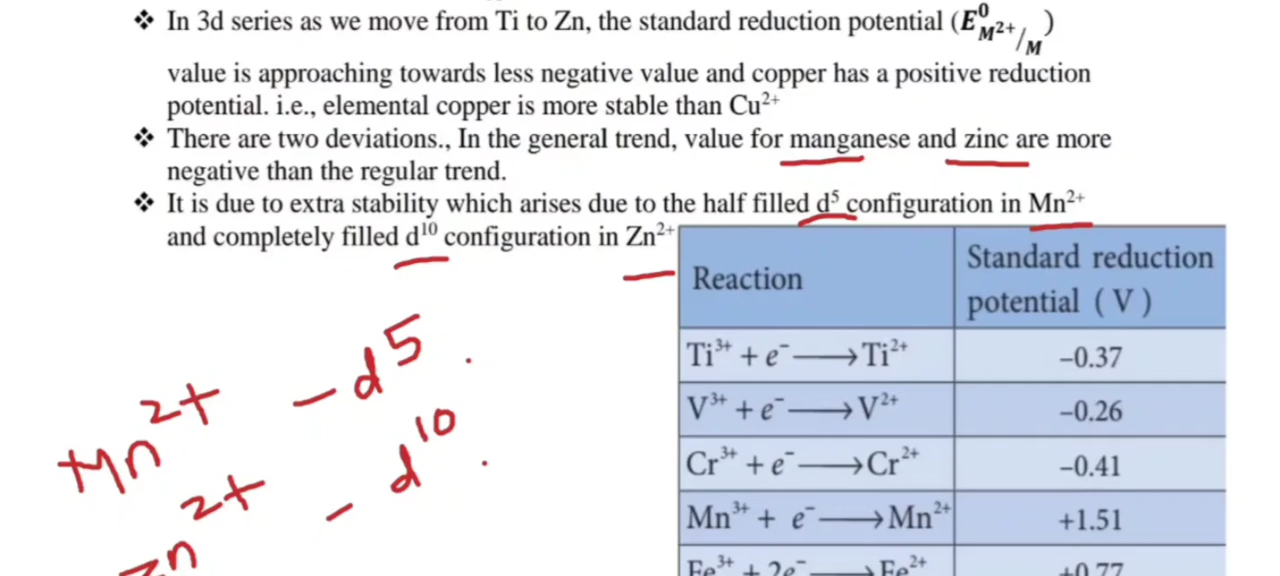 ❖ In 3d series as we move from Ti to Zn, the standard reduction potential (E⁰M²⁺/M)
value is approaching towards less negative value and copper has a positive reduction
potential. i.e., elemental copper is more stable than Cu²⁺
❖ There are two deviations., In the general trend, value for manganese and zinc are more
negative than the regular trend.
❖ It is due to extra stability which arises due to the half filled d⁵ configuration in Mn²⁺
and completely filled d¹⁰ configuration in Zn²⁺
Reaction Standard reduction potential ( V )
Ti³⁺ + e⁻ ⟶ Ti²⁺ −0.37
V³⁺ + e⁻ ⟶ V²⁺ −0.26
Cr³⁺ + e⁻ ⟶ Cr²⁺ −0.41
Mn³⁺ + e⁻ ⟶ Mn²⁺ +1.51
Fe³⁺ + 2e⁻ ⟶ Fe²⁺ +0.77
Mn²⁺ – d⁵ .
Zn²⁺ – d¹⁰ .